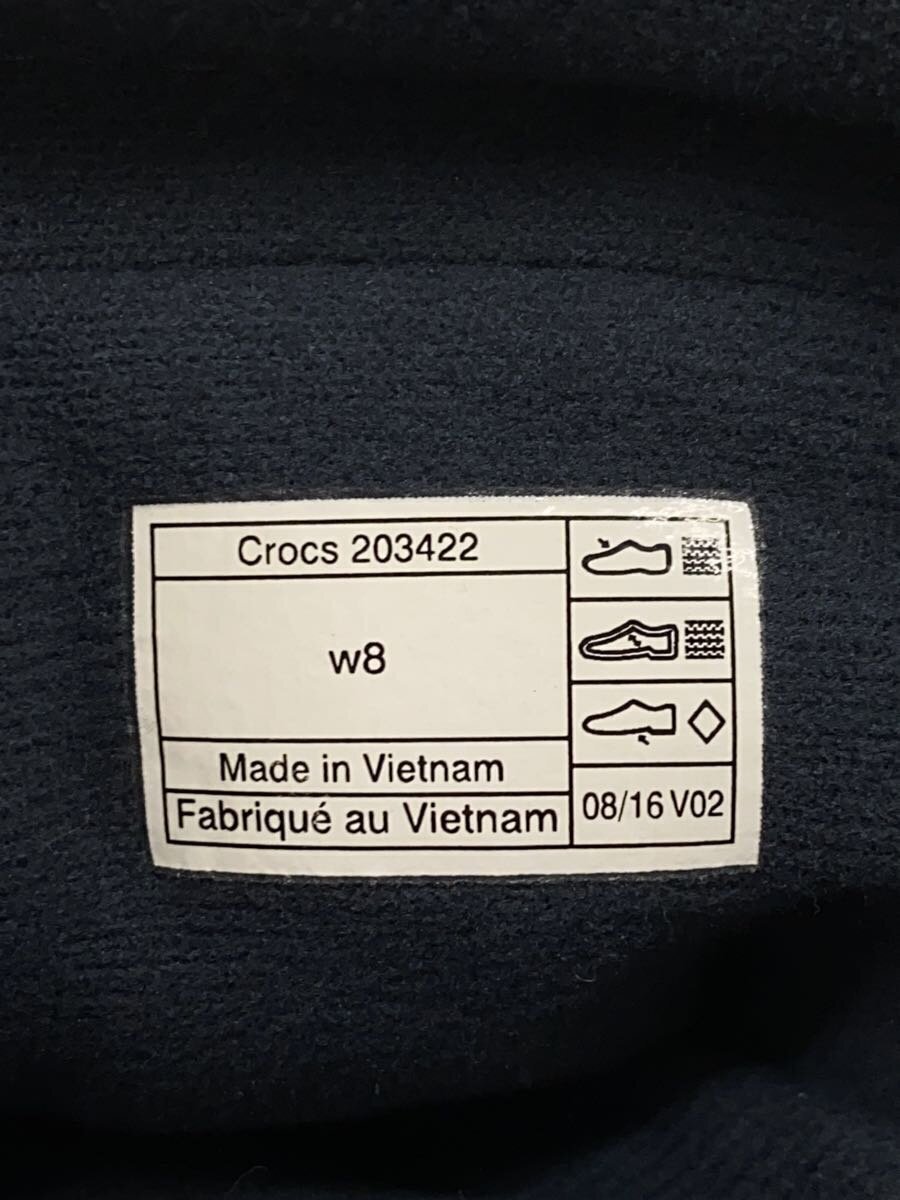 Crocs 203422
w8
Made in Vietnam
Fabriqué au Vietnam
08/16 V02